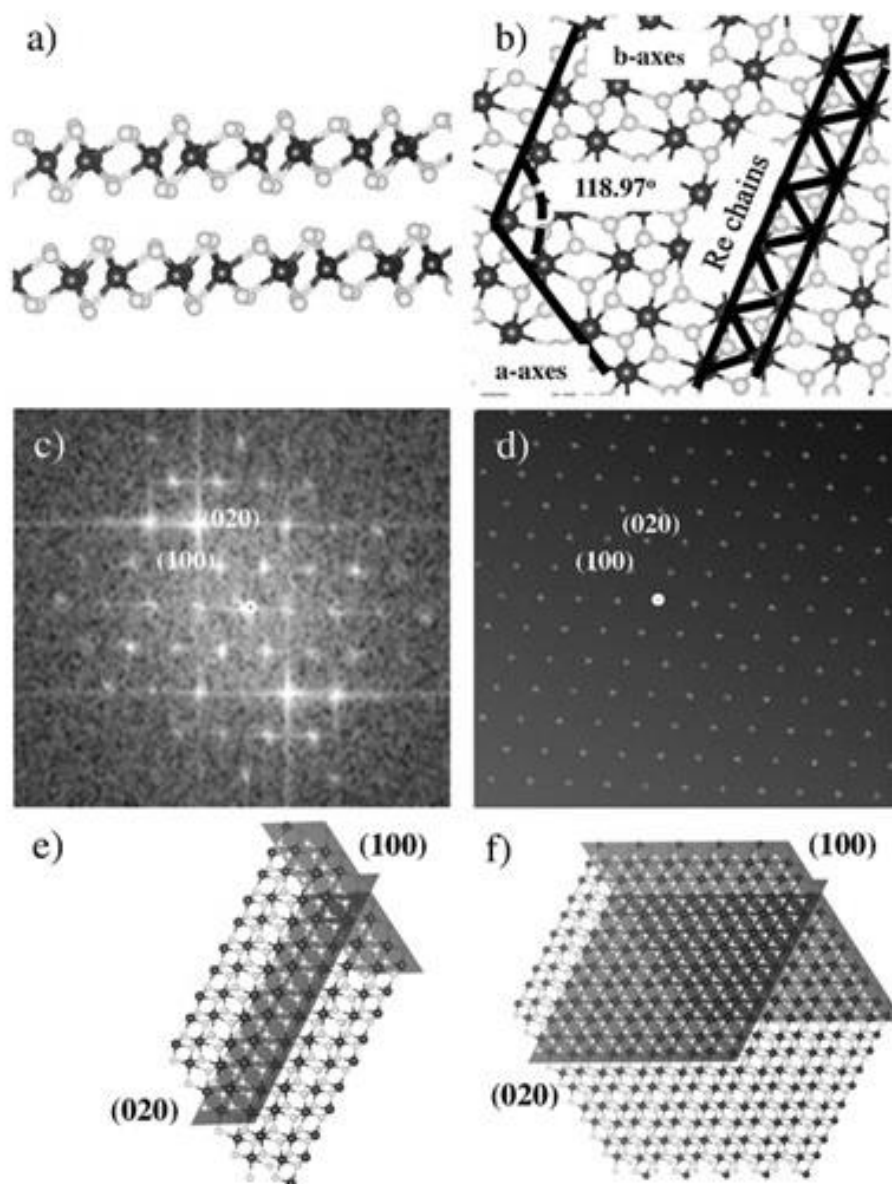 a)
b)
b-axes
118.97°
Re chains
a-axes
c)
(020)
(100)
d)
(020)
(100)
e)
(100)
(020)
f)
(100)
(020)